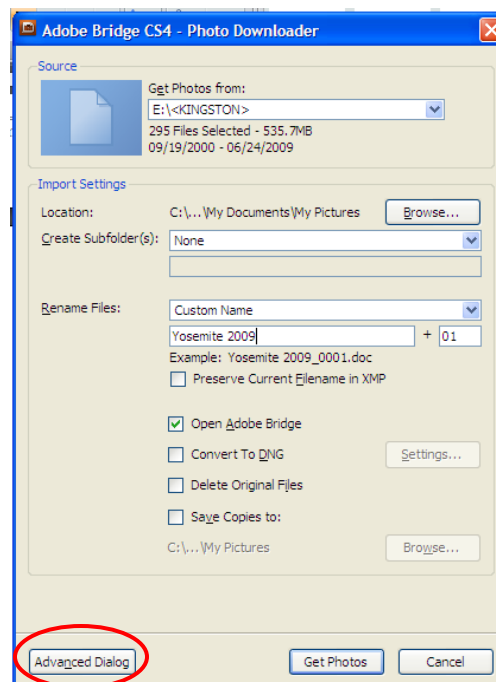 Adobe Bridge CS4 - Photo Downloader
Source
Get Photos from:
E:\<KINGSTON>
295 Files Selected - 535.7MB
09/19/2000 - 06/24/2009
Import Settings
Location: C:\...\My Documents\My Pictures Browse...
Create Subfolder(s): None
Rename Files: Custom Name
Yosemite 2009 + 01
Example: Yosemite 2009_0001.doc
Preserve Current Filename in XMP
Open Adobe Bridge
Convert To DNG Settings...
Delete Original Files
Save Copies to:
C:\...\My Pictures Browse...
Advanced Dialog Get Photos Cancel